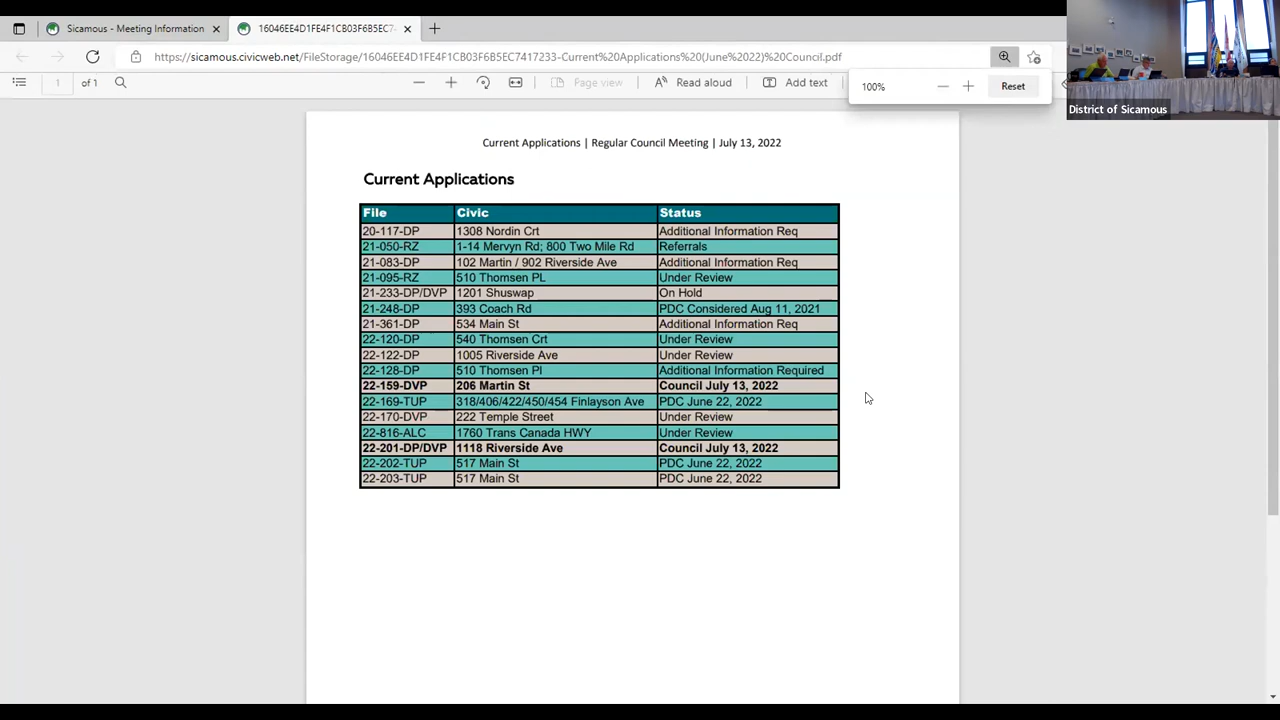 Sicamous - Meeting Information
16046EE4D1FE4F1CB03F6B5EC7
https://sicamous.civicweb.net/FileStorage/16046EE4D1FE4F1CB03F6B5EC7417233-Current%20Applications%20(June%2022)%20Council.pdf
1 of 1
Page view
Read aloud
Add text
100%
Reset
District of Sicamous
Current Applications | Regular Council Meeting | July 13, 2022
Current Applications
File Civic Status
20-117-DP 1308 Nordin Crt Additional Information Req
21-050-RZ 1-14 Mervyn Rd; 800 Two Mile Rd Referrals
21-083-DP 102 Martin / 902 Riverside Ave Additional Information Req
21-095-RZ 510 Thomsen PL Under Review
21-233-DP/DVP 1201 Shuswap On Hold
21-248-DP 393 Coach Rd PDC Considered Aug 11, 2021
21-361-DP 534 Main St Additional Information Req
22-120-DP 540 Thomsen Crt Under Review
22-122-DP 1005 Riverside Ave Under Review
22-128-DP 510 Thomsen Pl Additional Information Required
22-159-DVP 206 Martin St Council July 13, 2022
22-169-TUP 318/406/422/450/454 Finlayson Ave PDC June 22, 2022
22-170-DVP 222 Temple Street Under Review
22-816-ALC 1760 Trans Canada HWY Under Review
22-201-DP/DVP 1118 Riverside Ave Council July 13, 2022
22-202-TUP 517 Main St PDC June 22, 2022
22-203-TUP 517 Main St PDC June 22, 2022